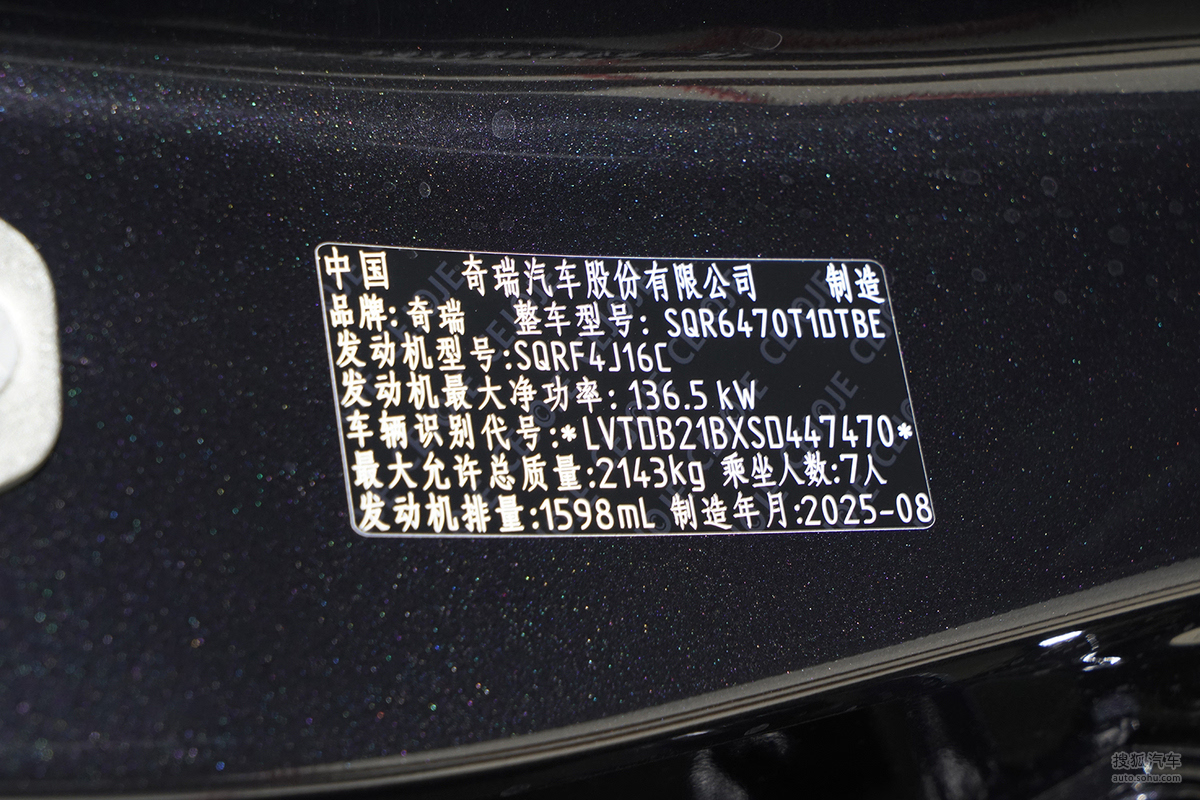 中国 奇瑞汽车股份有限公司 制造
品牌:奇瑞 整车型号:SQR6470T1DTBE
发动机型号:SQRF4J16C
发动机最大净功率:136.5kW
车辆识别代号:*LVTDB21BXSD447470*
最大允许总质量:2143kg 乘坐人数:7人
发动机排量:1598mL 制造年月:2025-08
搜狐汽车
auto.sohu.com